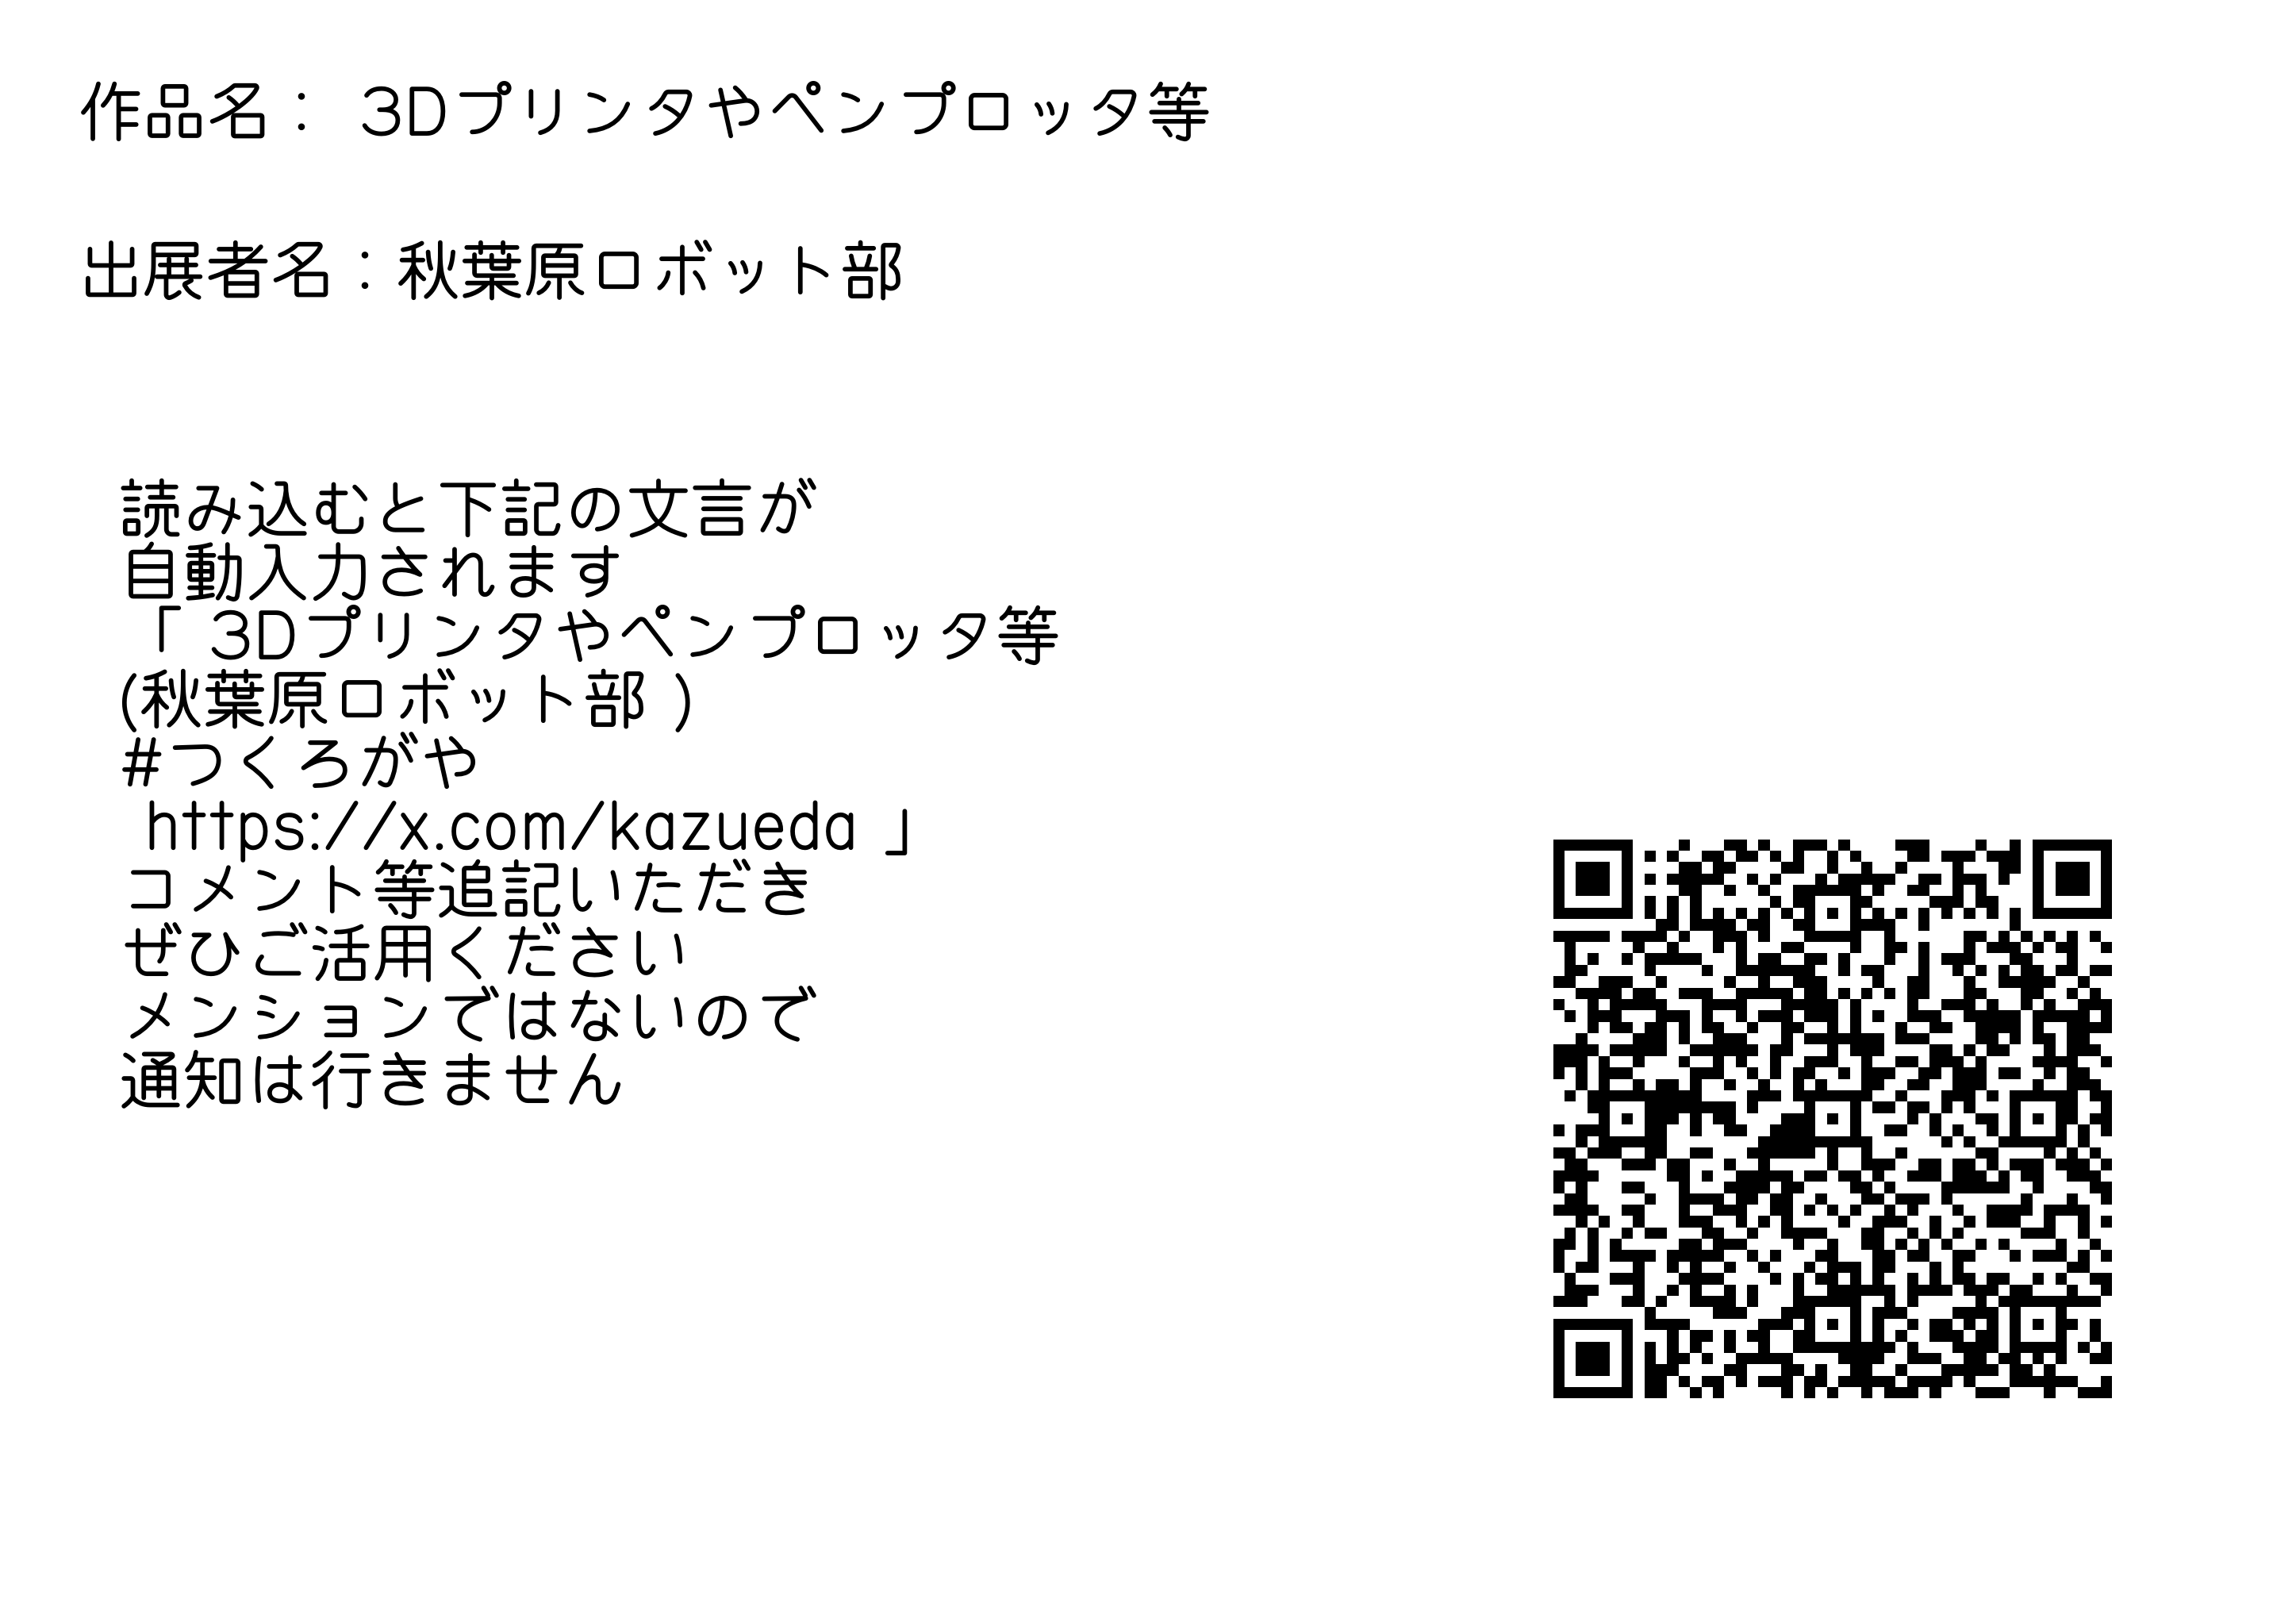 作品名： 3Dプリンタやペンプロッタ等
出展者名：秋葉原ロボット部
読み込むと下記の文言が
自動入力されます
「 3Dプリンタやペンプロッタ等
(秋葉原ロボット部 )
#つくろがや
https://x.com/kazueda 」
コメント等追記いただき
ぜひご活用ください
メンションではないので
通知は行きません